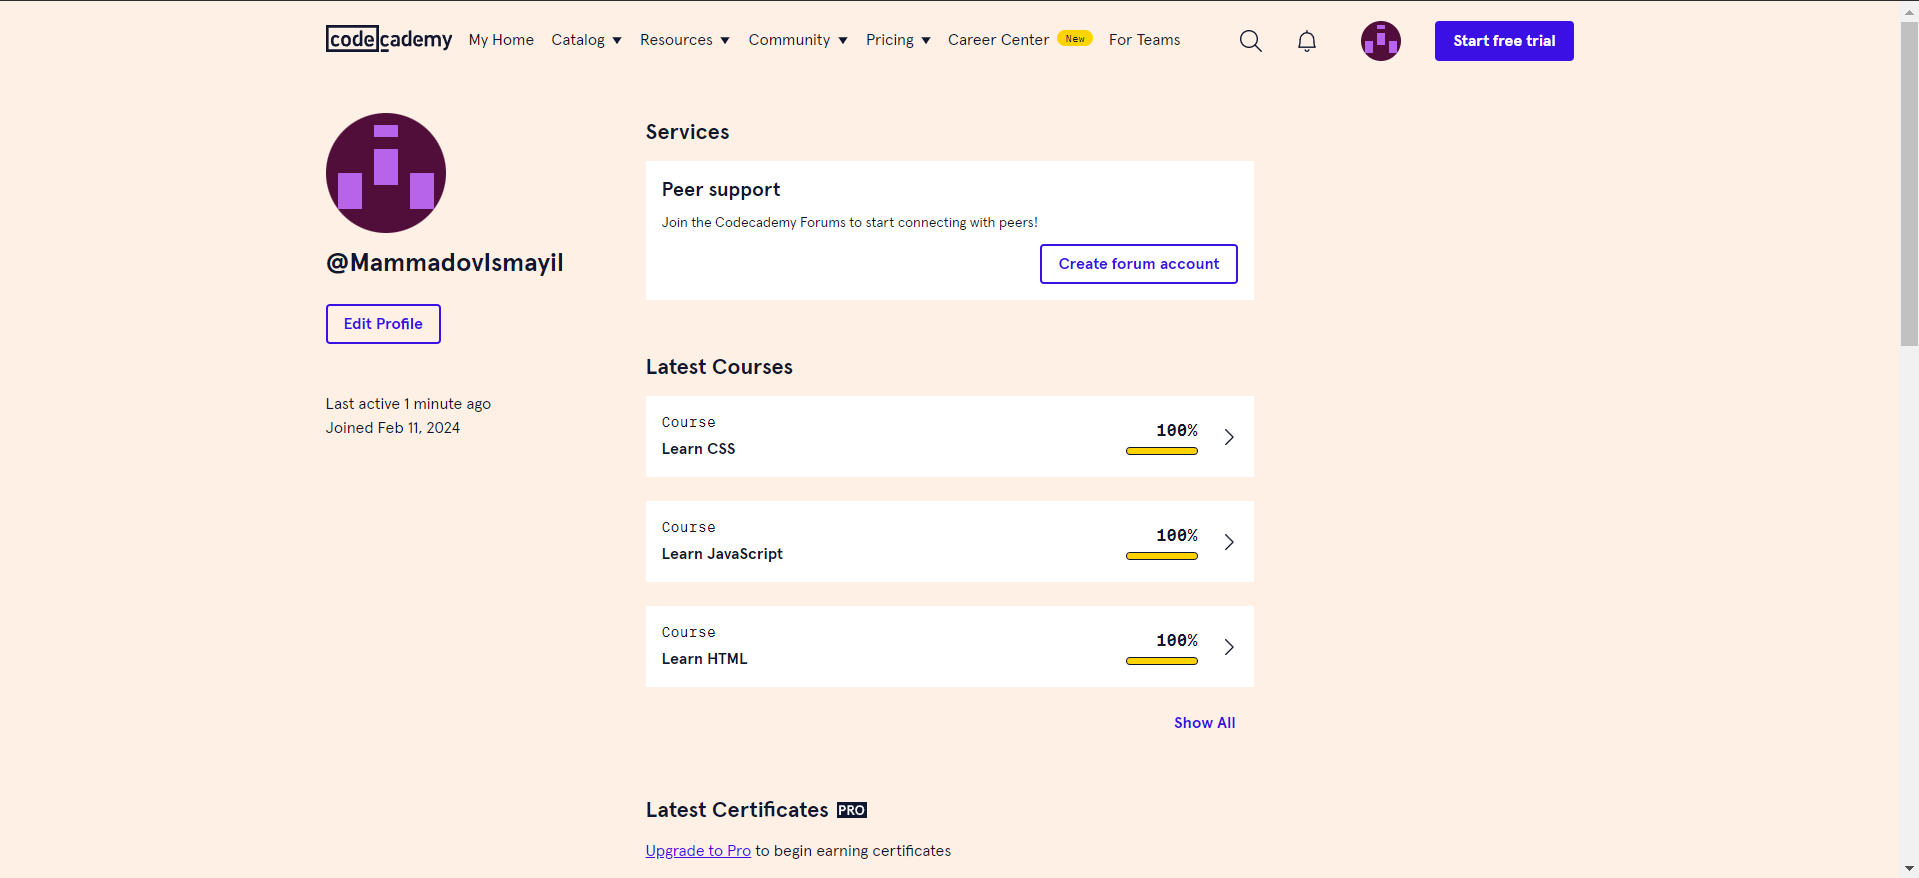 codecademy My Home Catalog Resources Community Pricing Career Center New For Teams Start free trial
@MammadovIsmayil
Edit Profile
Last active 1 minute ago
Joined Feb 11, 2024
Services
Peer support
Join the Codecademy Forums to start connecting with peers!
Create forum account
Latest Courses
Course
Learn CSS
100%
Course
Learn JavaScript
100%
Course
Learn HTML
100%
Show All
Latest Certificates PRO
Upgrade to Pro to begin earning certificates